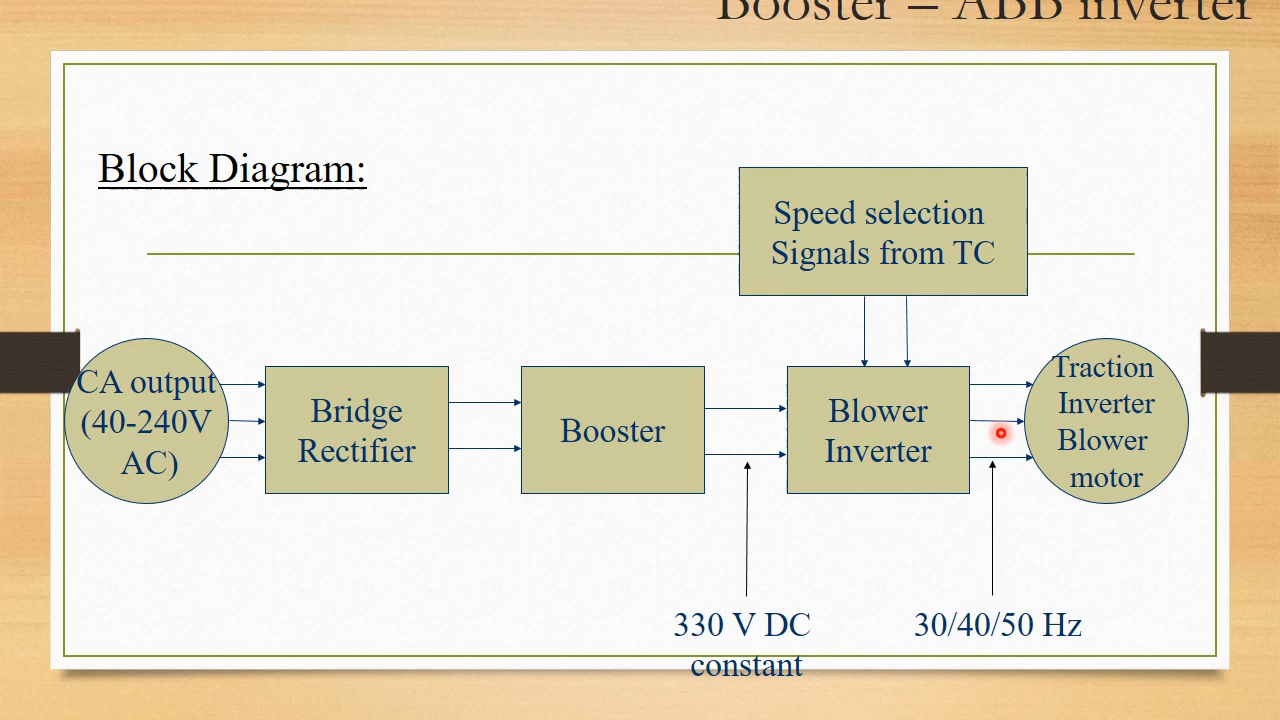 Booster – ABB inverter
Block Diagram:
Speed selection
Signals from TC
CA output
(40-240V
AC)
Bridge
Rectifier
Booster
Blower
Inverter
Traction
Inverter
Blower
motor
330 V DC
constant
30/40/50 Hz